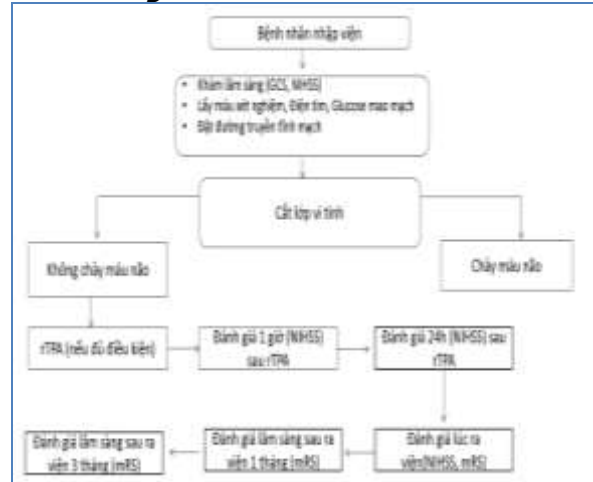 Bệnh nhân nhập viện
• Khám lâm sàng (GCS, NIHSS)
• Lấy máu xét nghiệm, Điện tim, Glucose mao mạch
• Đặt đường truyền tĩnh mạch
Cắt lớp vi tính
Không chảy máu não
Chảy máu não
rTPA (nếu đủ điều kiện)
Đánh giá 1 giờ (NIHSS)
sau rTPA
Đánh giá 24h (NIHSS) sau
rTPA
Đánh giá lâm sàng sau ra
viện 3 tháng (mRS)
Đánh giá lâm sàng sau ra
viện 1 tháng (mRS)
Đánh giá lúc ra
viện(NIHSS, mRS)